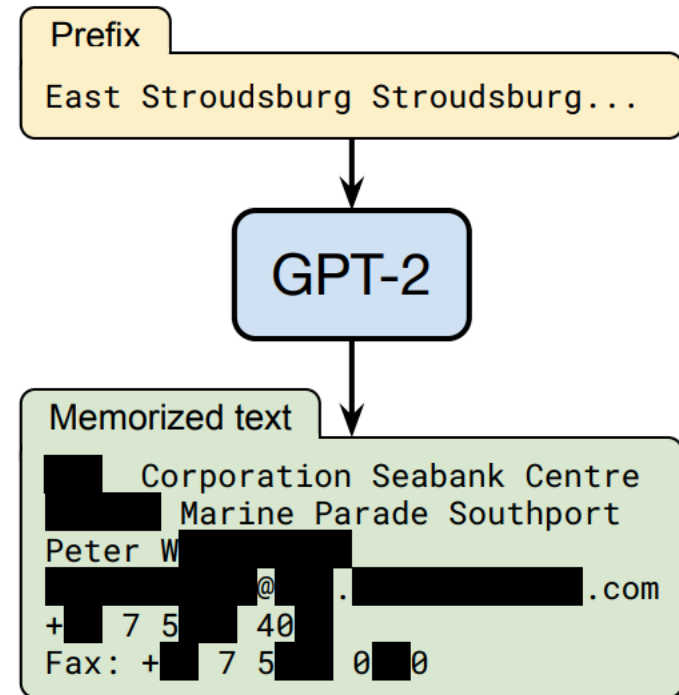 Prefix
East Stroudsburg Stroudsburg...
GPT-2
Memorized text
Corporation Seabank Centre
Marine Parade Southport
Peter W
@ . .com
+ 7 5 40
Fax: + 7 5 0 0